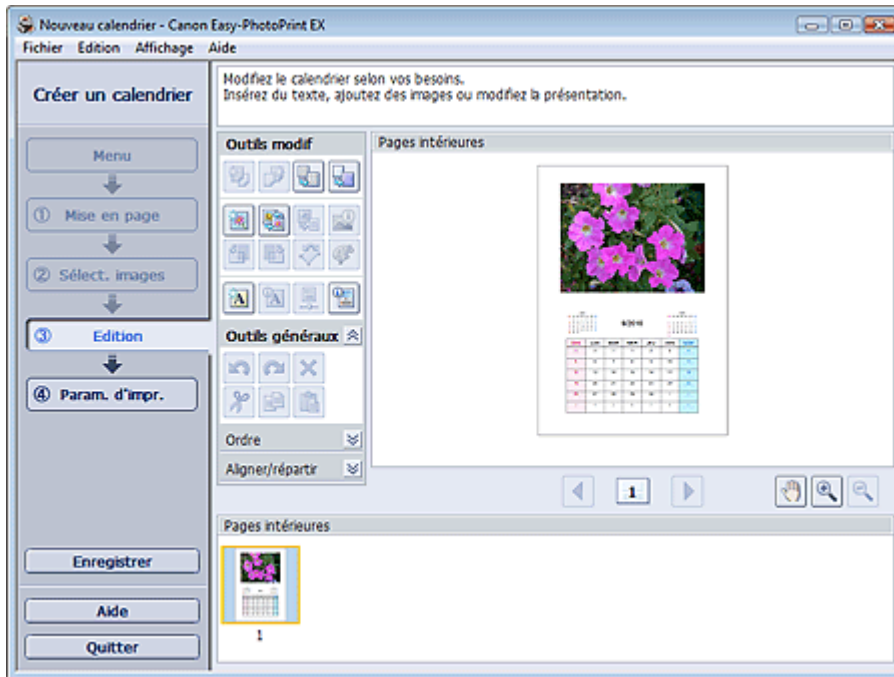 Nouveau calendrier - Canon Easy-PhotoPrint EX
Fichier Edition Affichage Aide
Créer un calendrier
Modifiez le calendrier selon vos besoins.
Insérez du texte, ajoutez des images ou modifiez la présentation.
Menu
① Mise en page
② Sélect. images
③ Edition
④ Param. d'impr.
Enregistrer
Aide
Quitter
Outils modif
A
A
Outils généraux
Ordre
Aligner/répartir
Pages intérieures
1
Pages intérieures
1